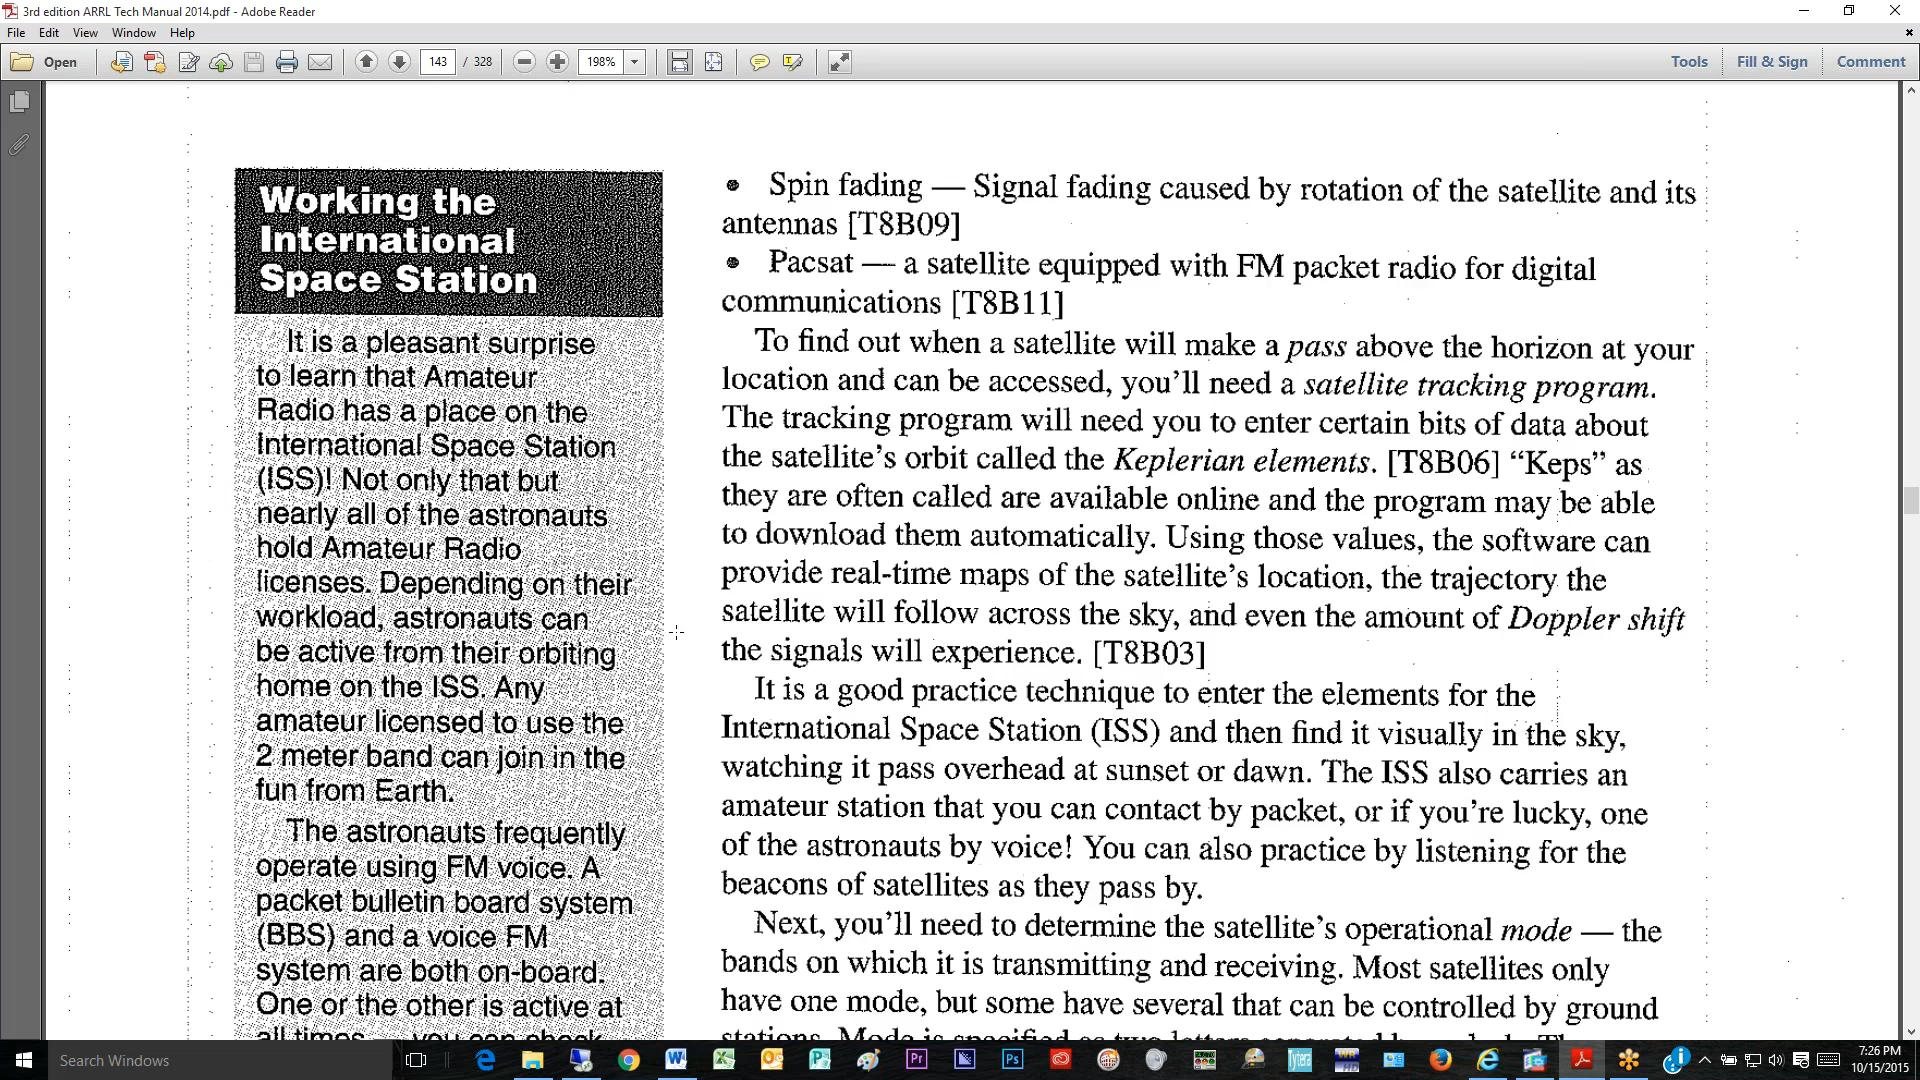 3rd edition ARRL Tech Manual 2014.pdf - Adobe Reader
File Edit View Window Help
Open 143 / 328 198% Tools Fill & Sign Comment
Working the
International
Space Station
It is a pleasant surprise
to learn that Amateur
Radio has a place on the
International Space Station
(ISS)! Not only that but
nearly all of the astronauts
hold Amateur Radio
licenses. Depending on their
workload, astronauts can
be active from their orbiting
home on the ISS. Any
amateur licensed to use the
2 meter band can join in the
fun from Earth.
The astronauts frequently
operate using FM voice. A
packet bulletin board system
(BBS) and a voice FM
system are both on-board.
One or the other is active at
all times — you can check
• Spin fading — Signal fading caused by rotation of the satellite and its
antennas [T8B09]
• Pacsat — a satellite equipped with FM packet radio for digital
communications [T8B11]
To find out when a satellite will make a pass above the horizon at your
location and can be accessed, you’ll need a satellite tracking program.
The tracking program will need you to enter certain bits of data about
the satellite’s orbit called the Keplerian elements. [T8B06] “Keps” as
they are often called are available online and the program may be able
to download them automatically. Using those values, the software can
provide real-time maps of the satellite’s location, the trajectory the
satellite will follow across the sky, and even the amount of Doppler shift
the signals will experience. [T8B03]
It is a good practice technique to enter the elements for the
International Space Station (ISS) and then find it visually in the sky,
watching it pass overhead at sunset or dawn. The ISS also carries an
amateur station that you can contact by packet, or if you’re lucky, one
of the astronauts by voice! You can also practice by listening for the
beacons of satellites as they pass by.
Next, you’ll need to determine the satellite’s operational mode — the
bands on which it is transmitting and receiving. Most satellites only
have one mode, but some have several that can be controlled by ground
stations. Mode is specified as two letters separated by a slash. The
Search Windows
7:26 PM
10/15/2015